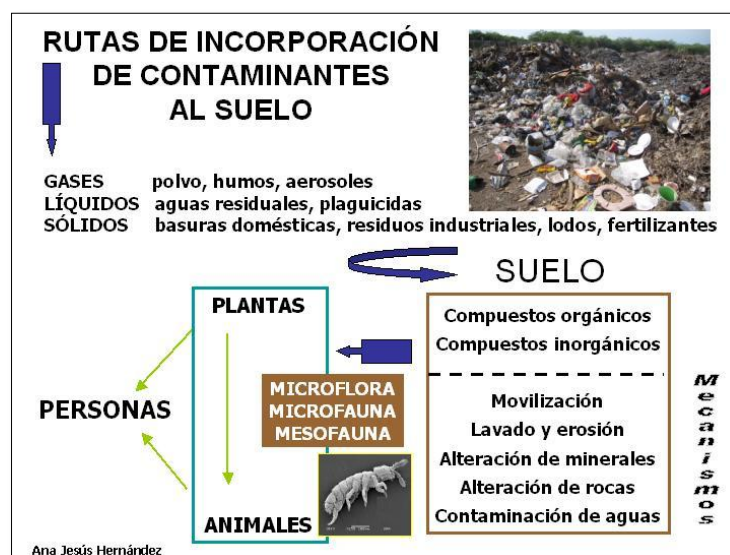 RUTAS DE INCORPORACIÓN
DE CONTAMINANTES
AL SUELO
GASES polvo, humos, aerosoles
LÍQUIDOS aguas residuales, plaguicidas
SÓLIDOS basuras domésticas, residuos industriales, lodos, fertilizantes
SUELO
PLANTAS
PERSONAS
MICROFLORA
MICROFAUNA
MESOFAUNA
ANIMALES
Compuestos orgánicos
Compuestos inorgánicos
Movilización
Lavado y erosión
Alteración de minerales
Alteración de rocas
Contaminación de aguas
Mecanismos
Ana Jesús Hernández